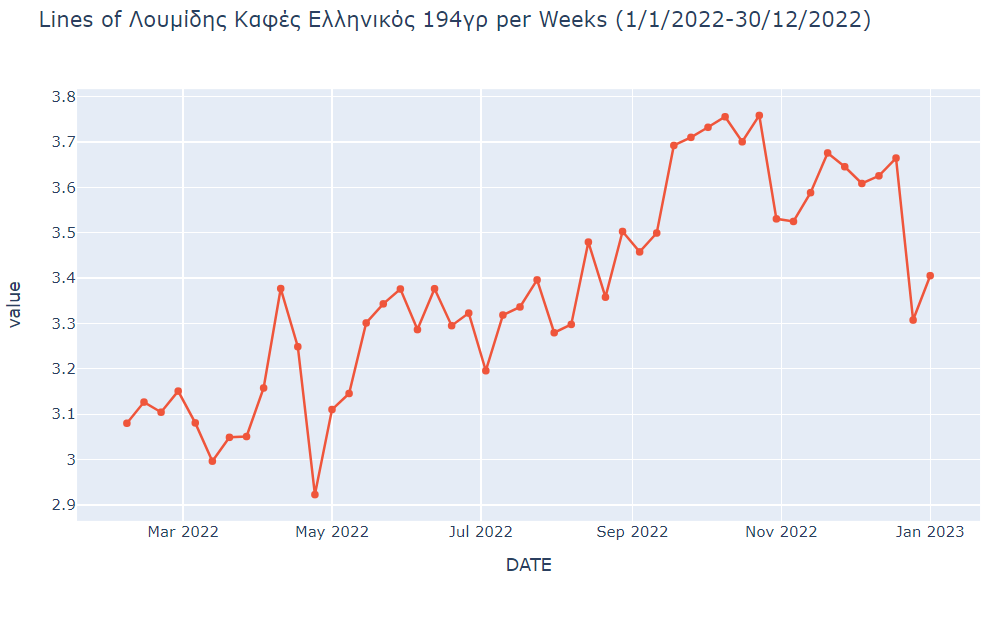 Lines of Λουμίδης Καφές Ελληνικός 194γρ per Weeks (1/1/2022-30/12/2022)
3.8
3.7
3.6
3.5
3.4
3.3
3.2
3.1
3
2.9
value
Mar 2022 May 2022 Jul 2022 Sep 2022 Nov 2022 Jan 2023
DATE